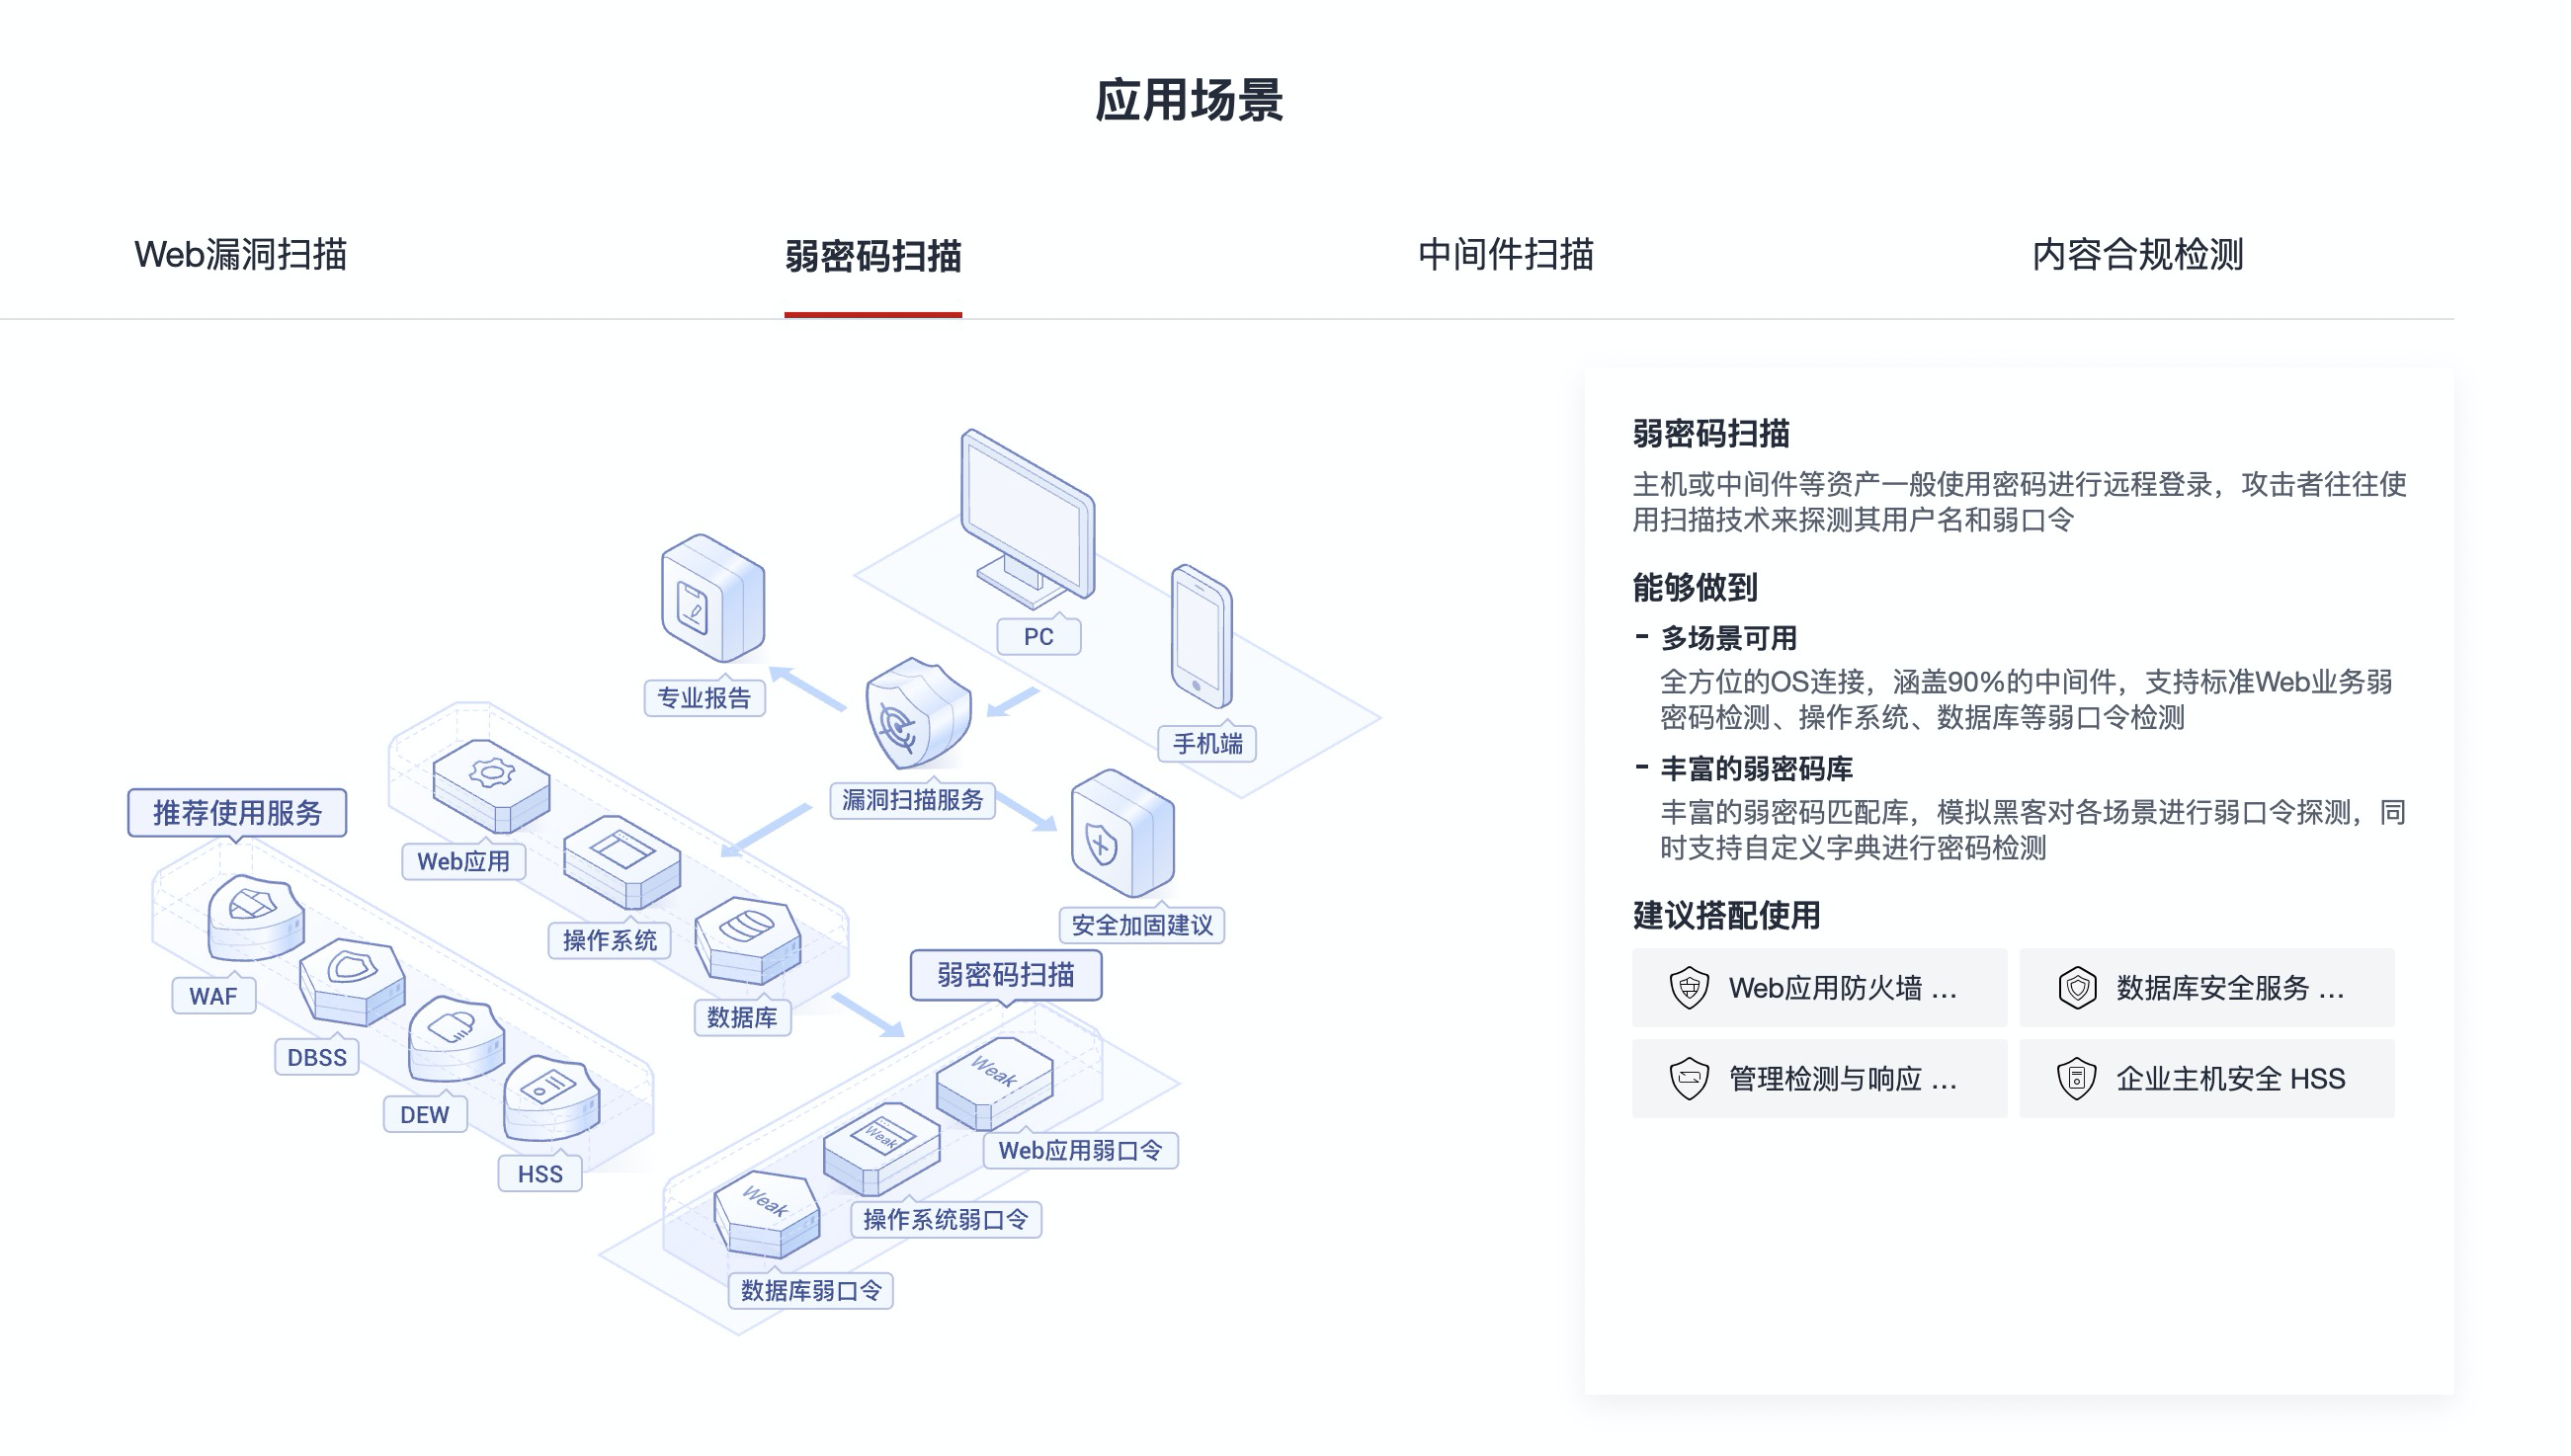 应用场景
Web漏洞扫描
弱密码扫描
中间件扫描
内容合规检测
PC
手机端
专业报告
漏洞扫描服务
安全加固建议
Web应用
操作系统
数据库
推荐使用服务
WAF
DBSS
DEW
HSS
弱密码扫描
Weak
Web应用弱口令
Weak
操作系统弱口令
Weak
数据库弱口令
弱密码扫描
主机或中间件等资产一般使用密码进行远程登录，攻击者往往使
用扫描技术来探测其用户名和弱口令
能够做到
- 多场景可用
全方位的OS连接，涵盖90%的中间件，支持标准Web业务弱
密码检测、操作系统、数据库等弱口令检测
- 丰富的弱密码库
丰富的弱密码匹配库，模拟黑客对各场景进行弱口令探测，同
时支持自定义字典进行密码检测
建议搭配使用
Web应用防火墙 ...
数据库安全服务 ...
管理检测与响应 ...
企业主机安全 HSS